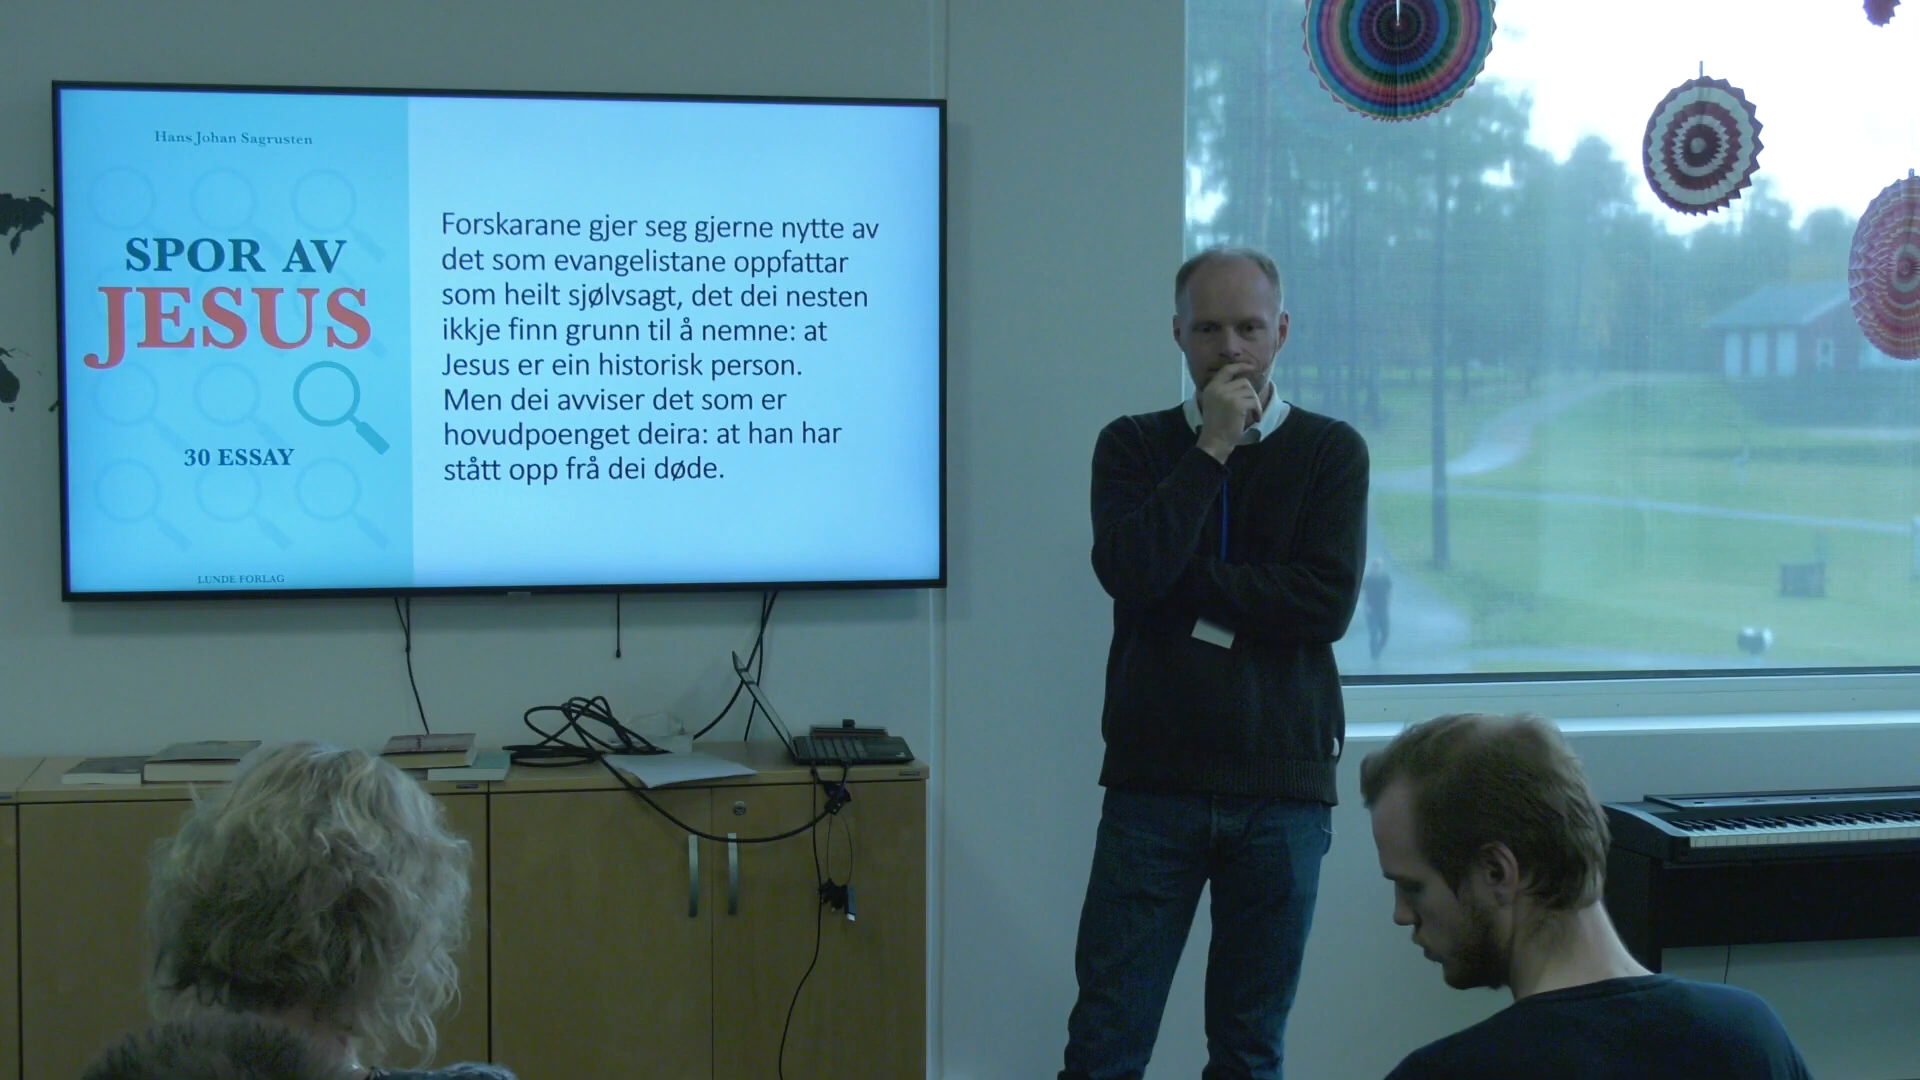 Hans Johan Sagrusten
SPOR AV
JESUS
30 ESSAY
LUNDE FORLAG
Forskarane gjer seg gjerne nytte av
det som evangelistane oppfattar
som heilt sjølvsagt, det dei nesten
ikkje finn grunn til å nemne: at
Jesus er ein historisk person.
Men dei avviser det som er
hovudpoenget deira: at han har
stått opp frå dei døde.